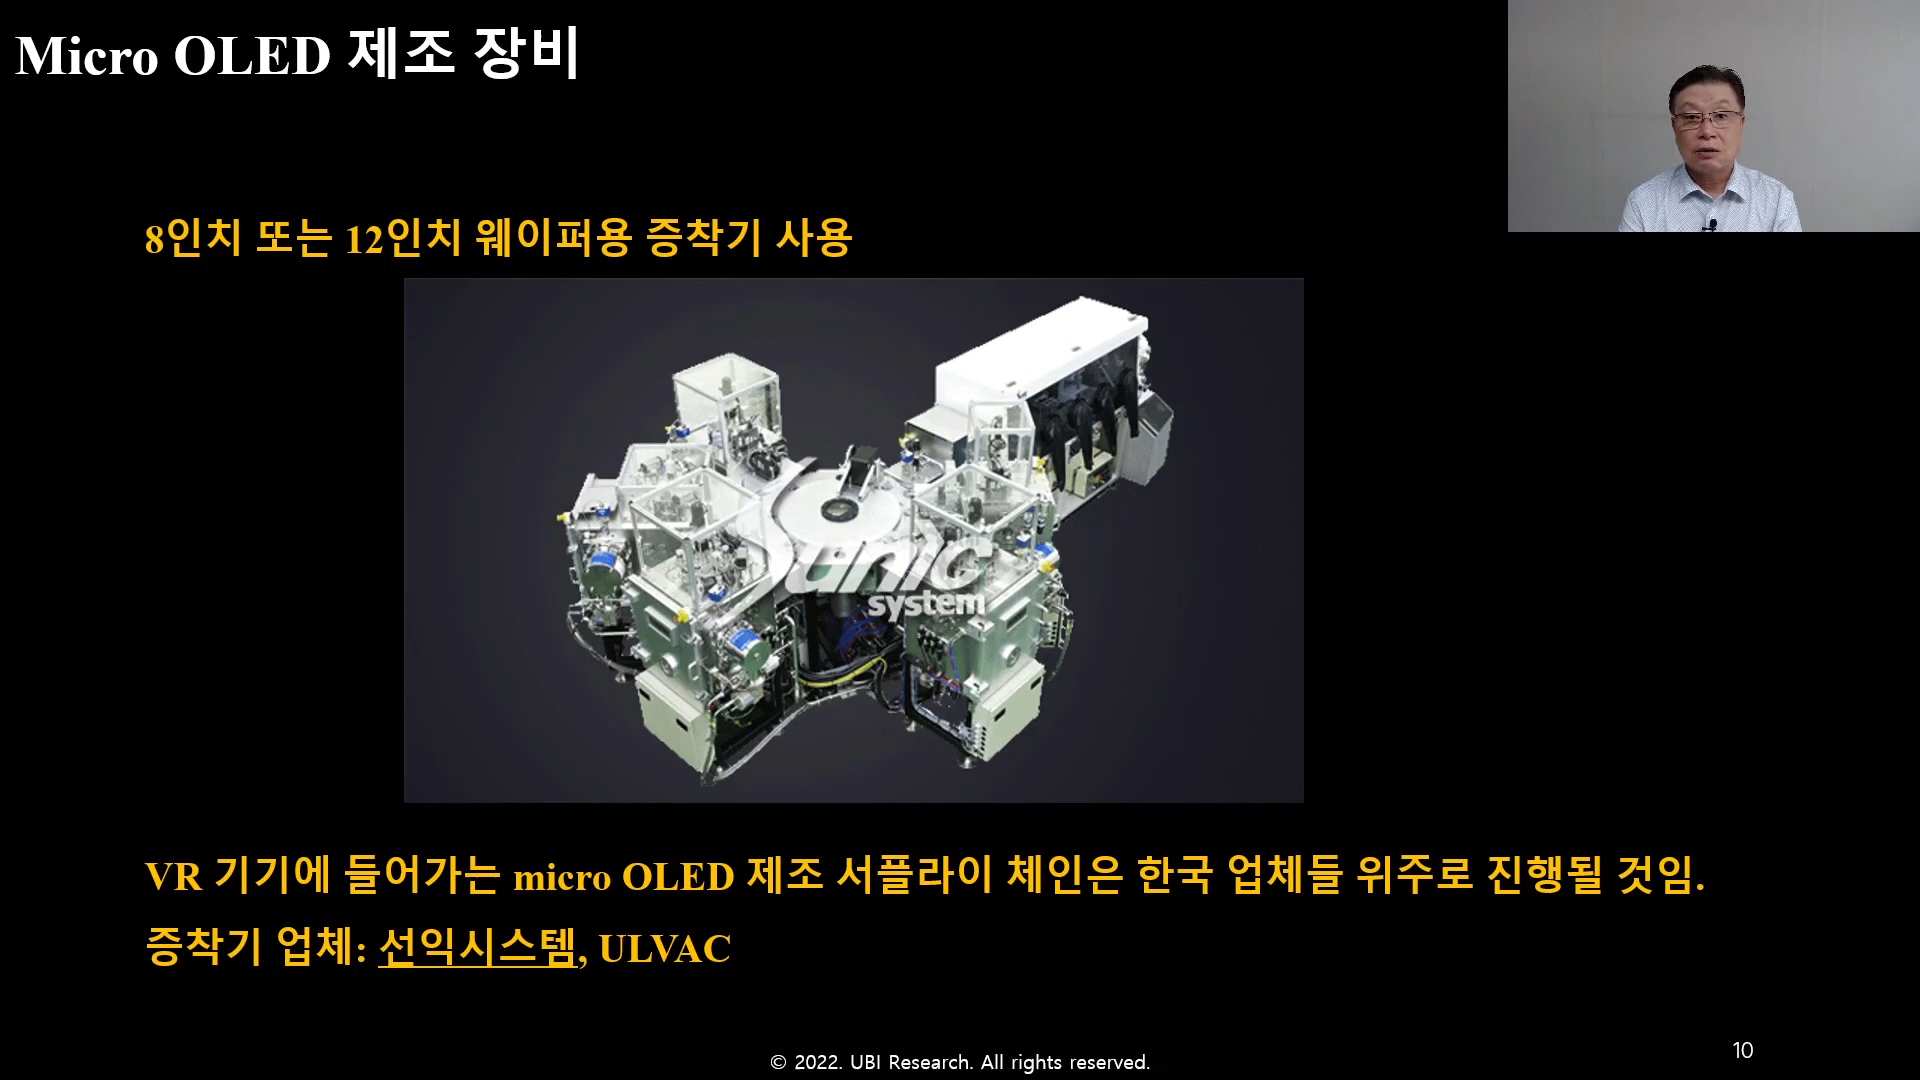 Micro OLED 제조 장비
8인치 또는 12인치 웨이퍼용 증착기 사용
Sunic
system
VR 기기에 들어가는 micro OLED 제조 서플라이 체인은 한국 업체들 위주로 진행될 것임.
증착기 업체: 선익시스템, ULVAC
© 2022. UBI Research. All rights reserved.
10